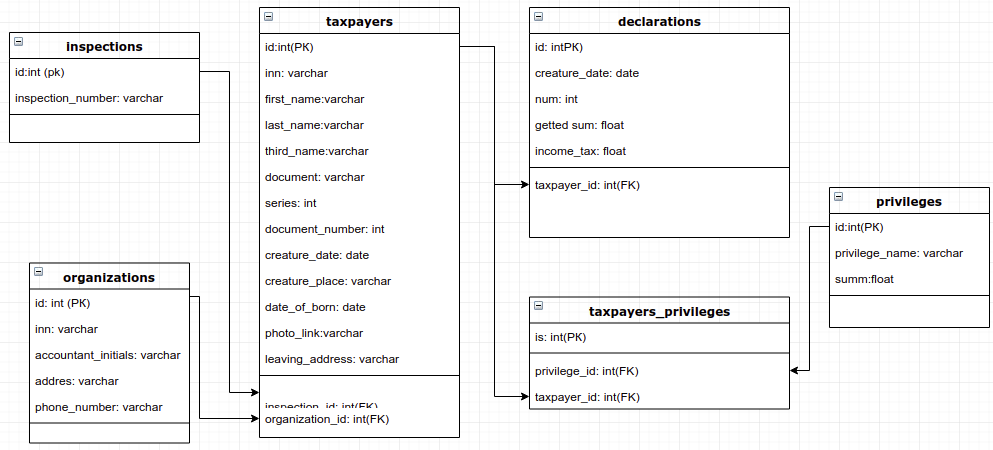 inspections
id:int (pk)
inspection_number: varchar
organizations
id: int (PK)
inn: varchar
accountant_initials: varchar
addres: varchar
phone_number: varchar
taxpayers
id:int(PK)
inn: varchar
first_name:varchar
last_name:varchar
third_name:varchar
document: varchar
series: int
document_number: int
creature_date: date
creature_place: varchar
date_of_born: date
photo_link:varchar
leaving_address: varchar
inspection_id: int(FK)
organization_id: int(FK)
declarations
id: intPK)
creature_date: date
num: int
getted sum: float
income_tax: float
taxpayer_id: int(FK)
taxpayers_privileges
is: int(PK)
privilege_id: int(FK)
taxpayer_id: int(FK)
privileges
id:int(PK)
privilege_name: varchar
summ:float